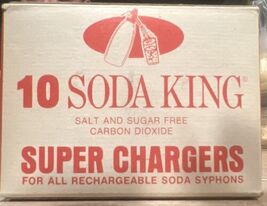 10 SODA KING®
SALT AND SUGAR FREE
CARBON DIOXIDE
SUPER CHARGERS
FOR ALL RECHARGEABLE SODA SYPHONS